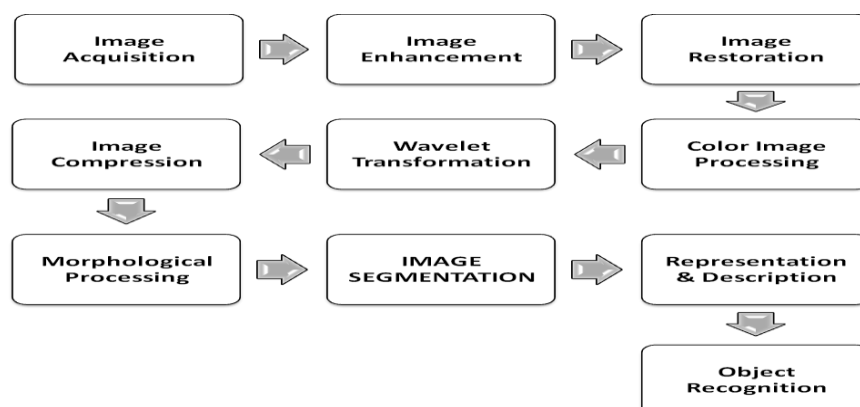 Image
Acquisition
Image
Enhancement
Image
Restoration
Color Image
Processing
Wavelet
Transformation
Image
Compression
Morphological
Processing
IMAGE
SEGMENTATION
Representation
& Description
Object
Recognition